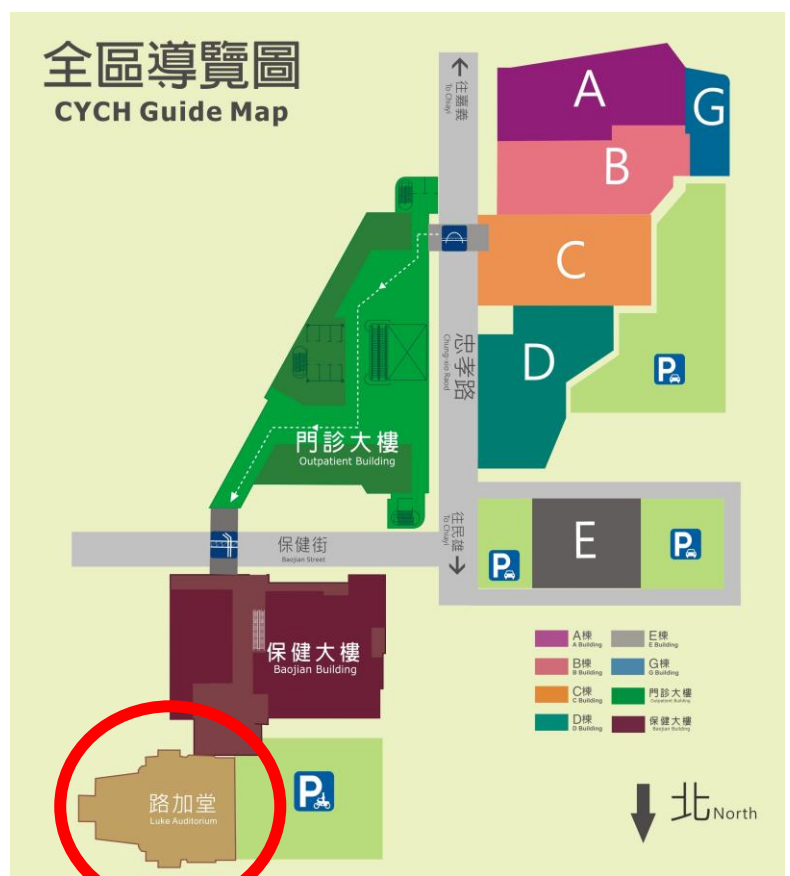 全區導覽圖
CYCH Guide Map
往嘉義
To Chiayi
A
G
B
C
忠孝路
Chung-xio Raod
D
P
門診大樓
Outpatient Building
保健街
Baojian Street
往民雄
To Chiayi
P
E
P
保健大樓
Baojian Building
A棟
A Building
E棟
E Building
B棟
B Building
G棟
G Building
C棟
C Building
門診大樓
Outpatient Building
D棟
D Building
保健大樓
Baojian Building
路加堂
Luke Auditorium
P
北 North